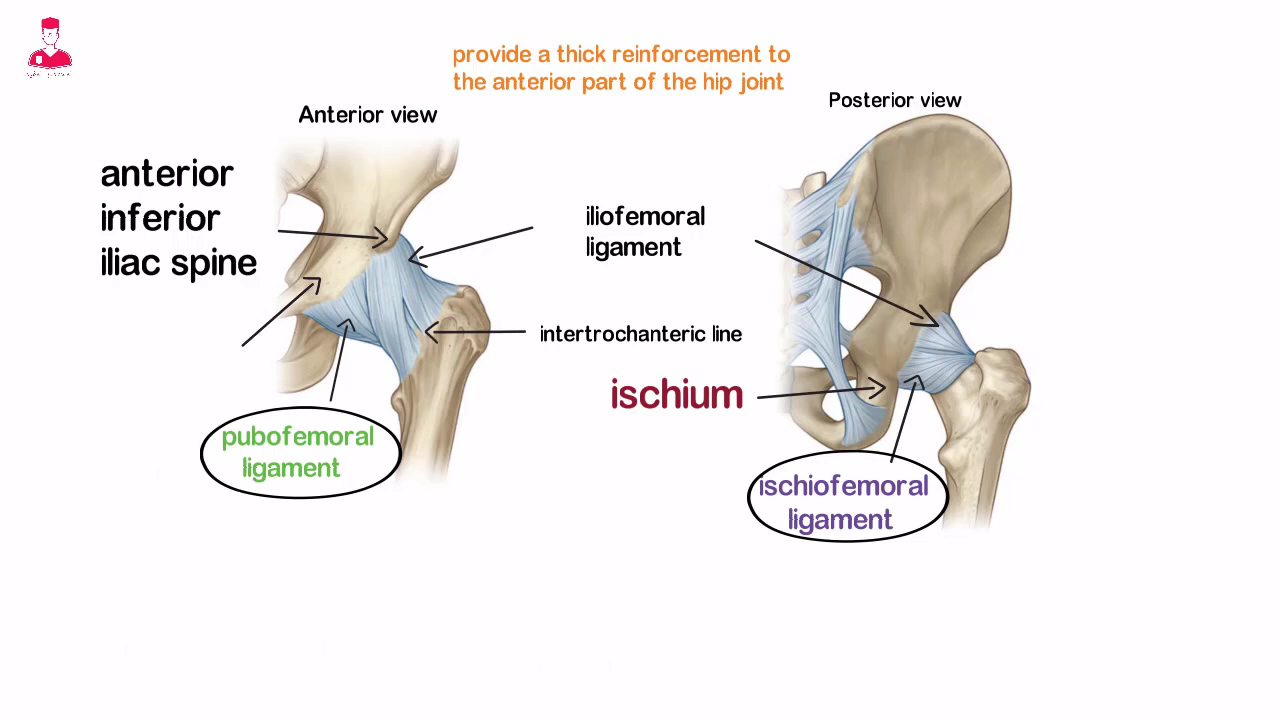 provide a thick reinforcement to
the anterior part of the hip joint
Anterior view
Posterior view
anterior
inferior
iliac spine
iliofemoral
ligament
intertrochanteric line
ischium
pubofemoral
ligament
ischiofemoral
ligament